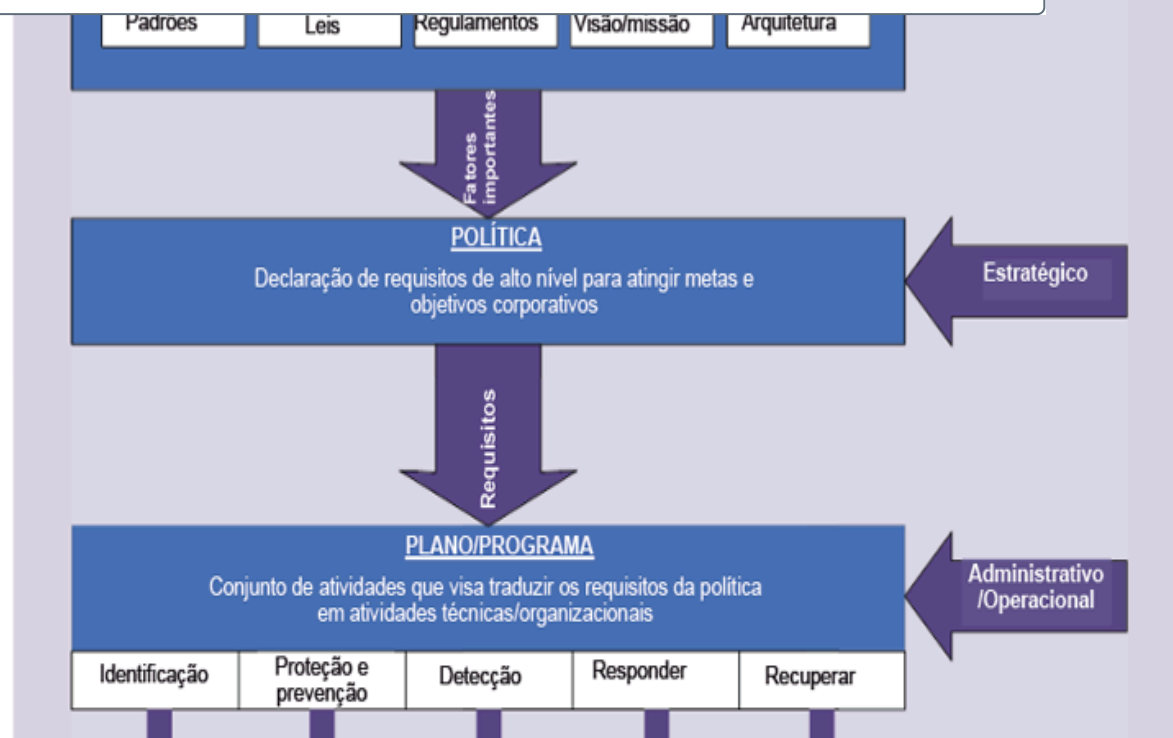 Padrões
Leis
Regulamentos
Visão/missão
Arquitetura
Fatores
importantes
POLÍTICA
Declaração de requisitos de alto nível para atingir metas e
objetivos corporativos
Estratégico
Requisitos
PLANO/PROGRAMA
Conjunto de atividades que visa traduzir os requisitos da política
em atividades técnicas/organizacionais
Administrativo
/Operacional
Identificação
Proteção e
prevenção
Detecção
Responder
Recuperar